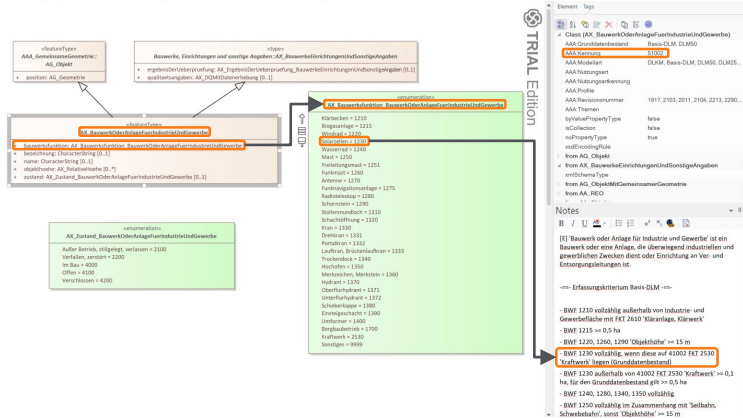 «featureType»
AAA_GemeinsameGeometrie::
AG_Objekt
+ position: AG_Geometrie
«type»
Bauwerke, Einrichtungen und sonstige Angaben::AX_BauwerkeEinrichtungenUndSonstigeAngaben
+ ergebnisDerUeberpruefung: AX_ErgebnisDerUeberpruefung_BauwerkeEinrichtungenUndSonstigeAngaben [0..1]
+ qualitaetsangaben: AX_DQMitDatenerhebung [0..1]
«featureType»
AX_BauwerkOderAnlageFuerIndustrieUndGewerbe
+ bauwerksfunktion: AX_Bauwerksfunktion_BauwerkOderAnlageFuerIndustrieUndGewerbe
+ bezeichnung: CharacterString [0..1]
+ name: CharacterString [0..1]
+ objekthoehe: AX_RelativeHoehe [0..*]
+ zustand: AX_Zustand_BauwerkOderAnlageFuerIndustrieUndGewerbe [0..1]
«enumeration»
AX_Zustand_BauwerkOderAnlageFuerIndustrieUndGewerbe
Außer Betrieb, stillgelegt, verlassen = 2100
Verfallen, zerstört = 2200
Im Bau = 4000
Offen = 4100
Verschlossen = 4200
«enumeration»
AX_Bauwerksfunktion_BauwerkOderAnlageFuerIndustrieUndGewerbe
Klärbecken = 1210
Biogasanlage = 1215
Windrad = 1220
Solarzellen = 1230
Wasserrad = 1240
Mast = 1250
Freileitungsmast = 1251
Funkmast = 1260
Antenne = 1270
Funknavigationsanlage = 1275
Radioteleskop = 1280
Schornstein = 1290
Stollenmundloch = 1310
Schachtöffnung = 1320
Kran = 1330
Drehkran = 1331
Portalkran = 1332
Laufkran, Brückenlaufkran = 1333
Trockendock = 1340
Hochofen = 1350
Merkzeichen, Merkstein = 1360
Hydrant = 1370
Oberflurhydrant = 1371
Unterflurhydrant = 1372
Schieberkappe = 1380
Einsteigeschacht = 1390
Umformer = 1400
Bergbaubetrieb = 1700
Kraftwerk = 2530
Sonstiges = 9999
TRIAL Edition
Element Tags
Class (AX_BauwerkOderAnlageFuerIndustrieUndGewerbe)
AAA:Grunddatenbestand Basis-DLM, DLM50
AAA:Kennung 51002
AAA:Modellart DLKM, Basis-DLM, DLM50, DLM25...
AAA:Nutzungsart
AAA:Nutzungsartkennung
AAA:Profile
AAA:Revisionsnummer 1917, 2103, 2011, 2104, 2213, 2290,...
AAA:Themen
byValuePropertyType false
isCollection false
noPropertyType true
xsdEncodingRule
from AG_Objekt
from AX_BauwerkeEinrichtungenUndSonstigeAngaben
xmlSchemaType
from AG_ObjektMitGemeinsamerGeometrie
from AA_REO
Notes
[E] 'Bauwerk oder Anlage für Industrie und Gewerbe' ist ein
Bauwerk oder eine Anlage, die überwiegend industriellen und
gewerblichen Zwecken dient oder Einrichtung an Ver- und
Entsorgungsleitungen ist.
-==- Erfassungskriterium Basis-DLM -==-
- BWF 1210 vollzählig außerhalb von Industrie- und
Gewerbefläche mit FKT 2610 'Kläranlage, Klärwerk'
- BWF 1215 >= 0,5 ha
- BWF 1220, 1260, 1290 'Objekthöhe' >= 15 m
- BWF 1230 vollzählig, wenn diese auf 41002 FKT 2530
'Kraftwerk' liegen (Grunddatenbestand)
- BWF 1230 außerhalb von 41002 FKT 2530 'Kraftwerk' >= 0,1
ha, für den Grunddatenbestand gilt >= 0,5 ha
- BWF 1240, 1280, 1340, 1350 vollzählig
- BWF 1250 vollzählig im Zusammenhang mit 'Seilbahn,
Schwebebahn', sonst 'Objekthöhe' >= 15 m